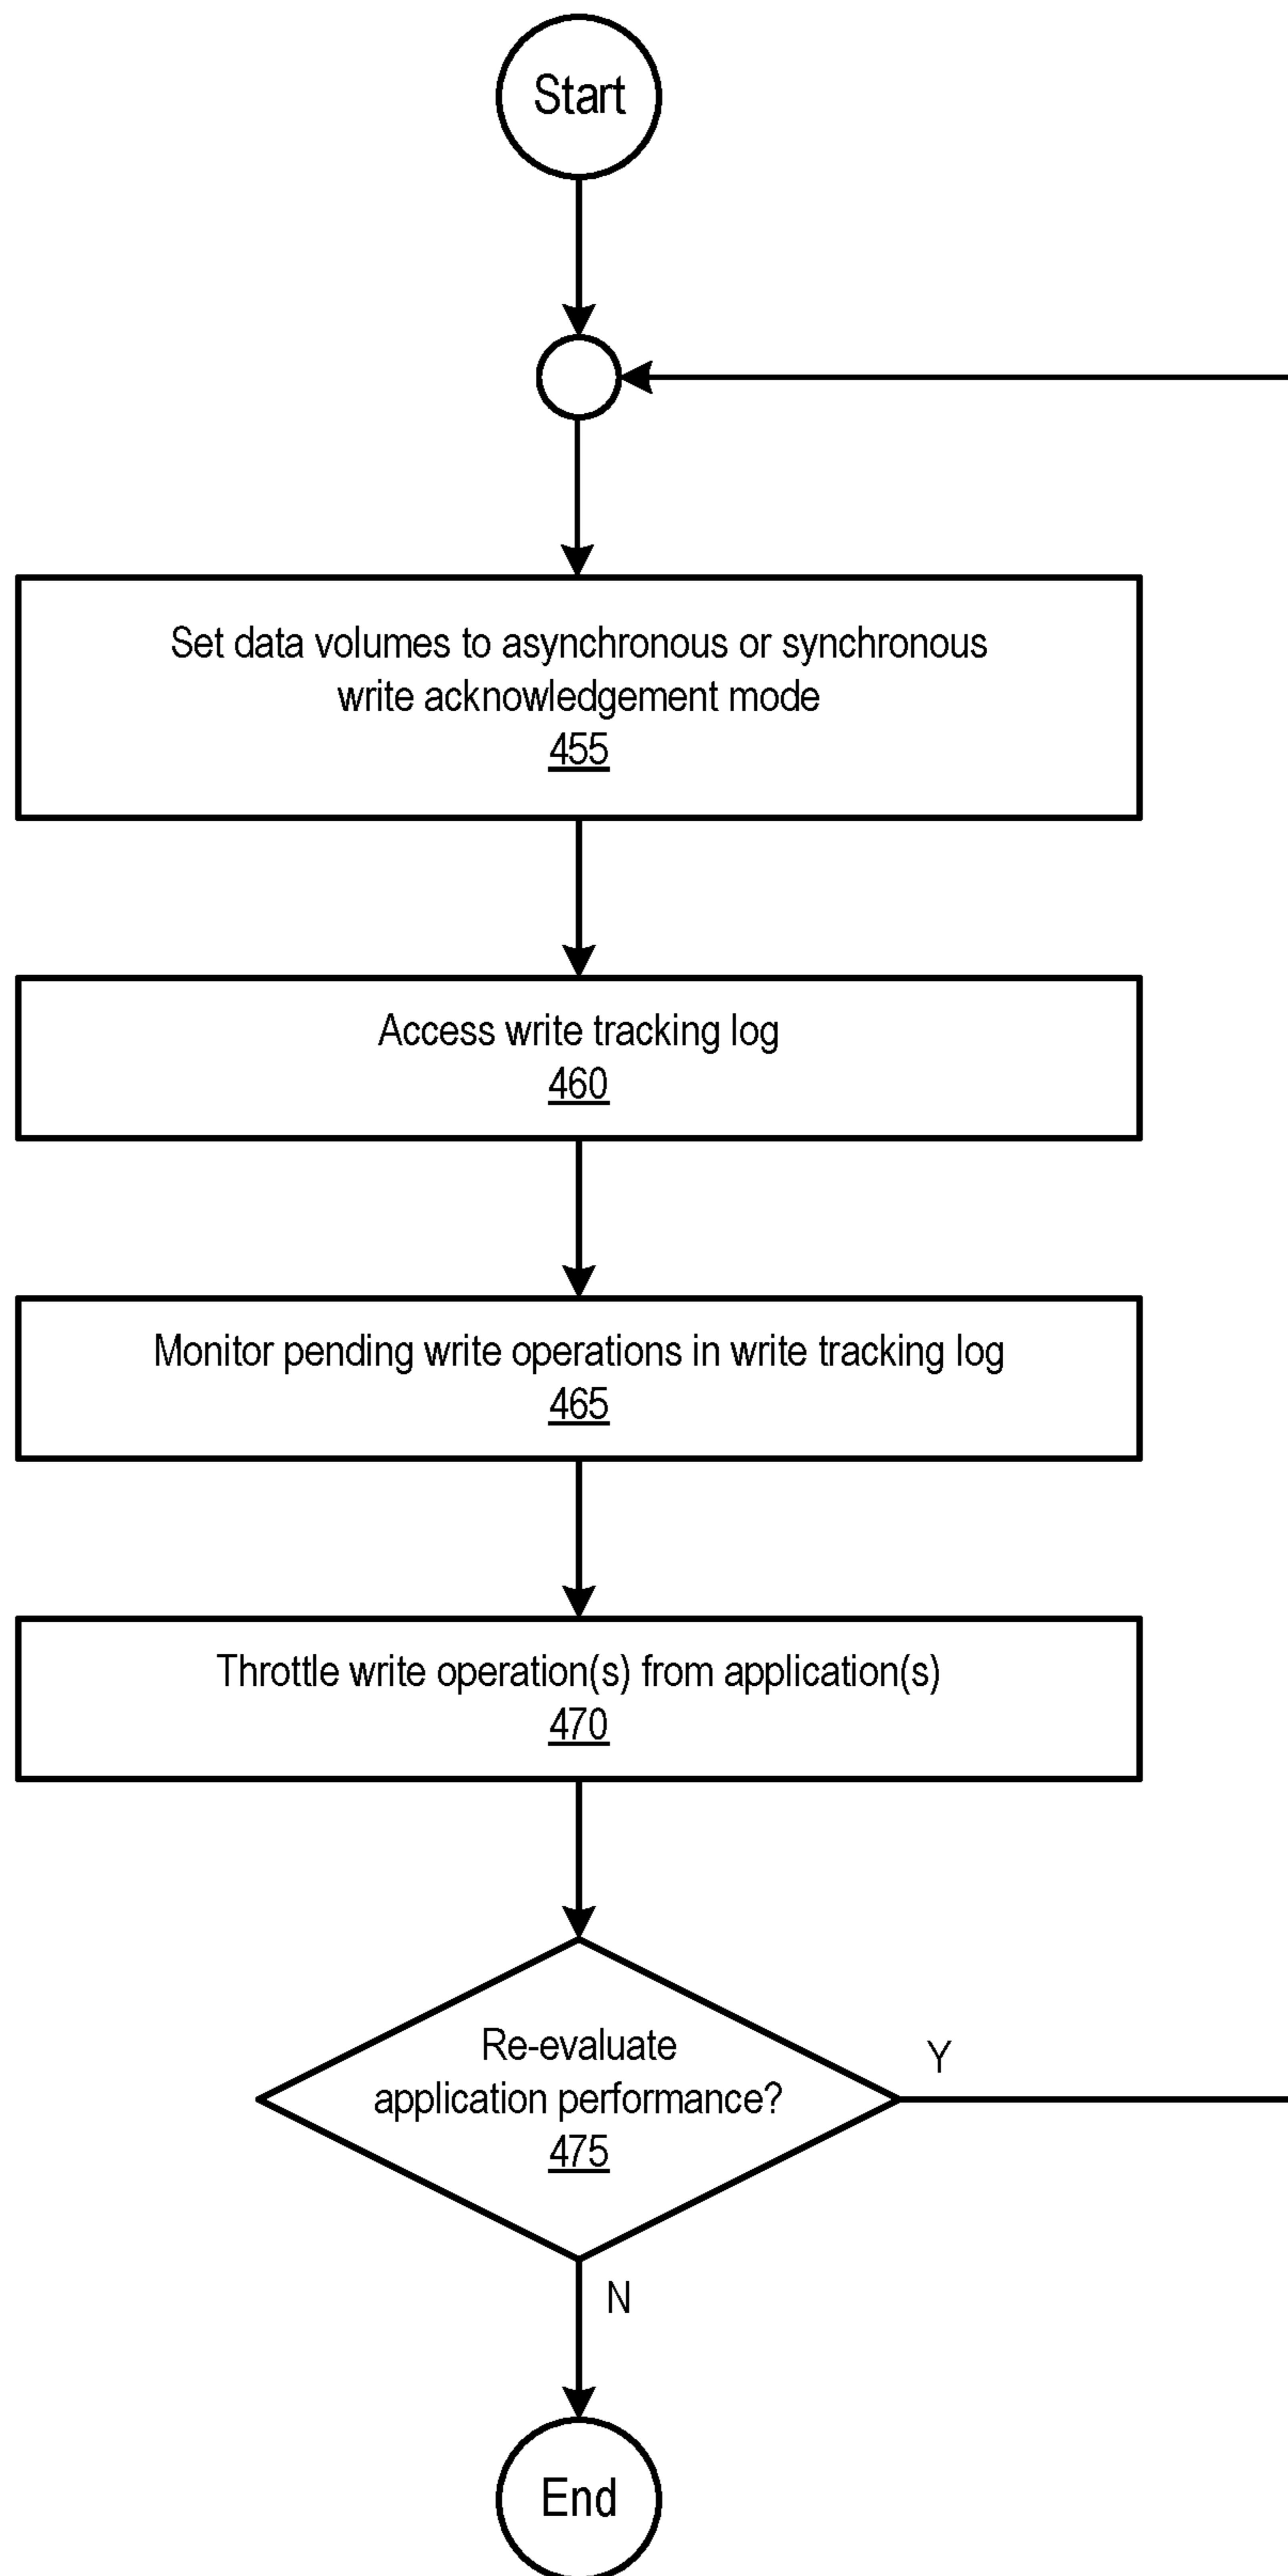 Start
Set data volumes to asynchronous or synchronous
write acknowledgement mode
455
Access write tracking log
460
Monitor pending write operations in write tracking log
465
Throttle write operation(s) from application(s)
470
Re-evaluate
application performance?
475
Y
N
End